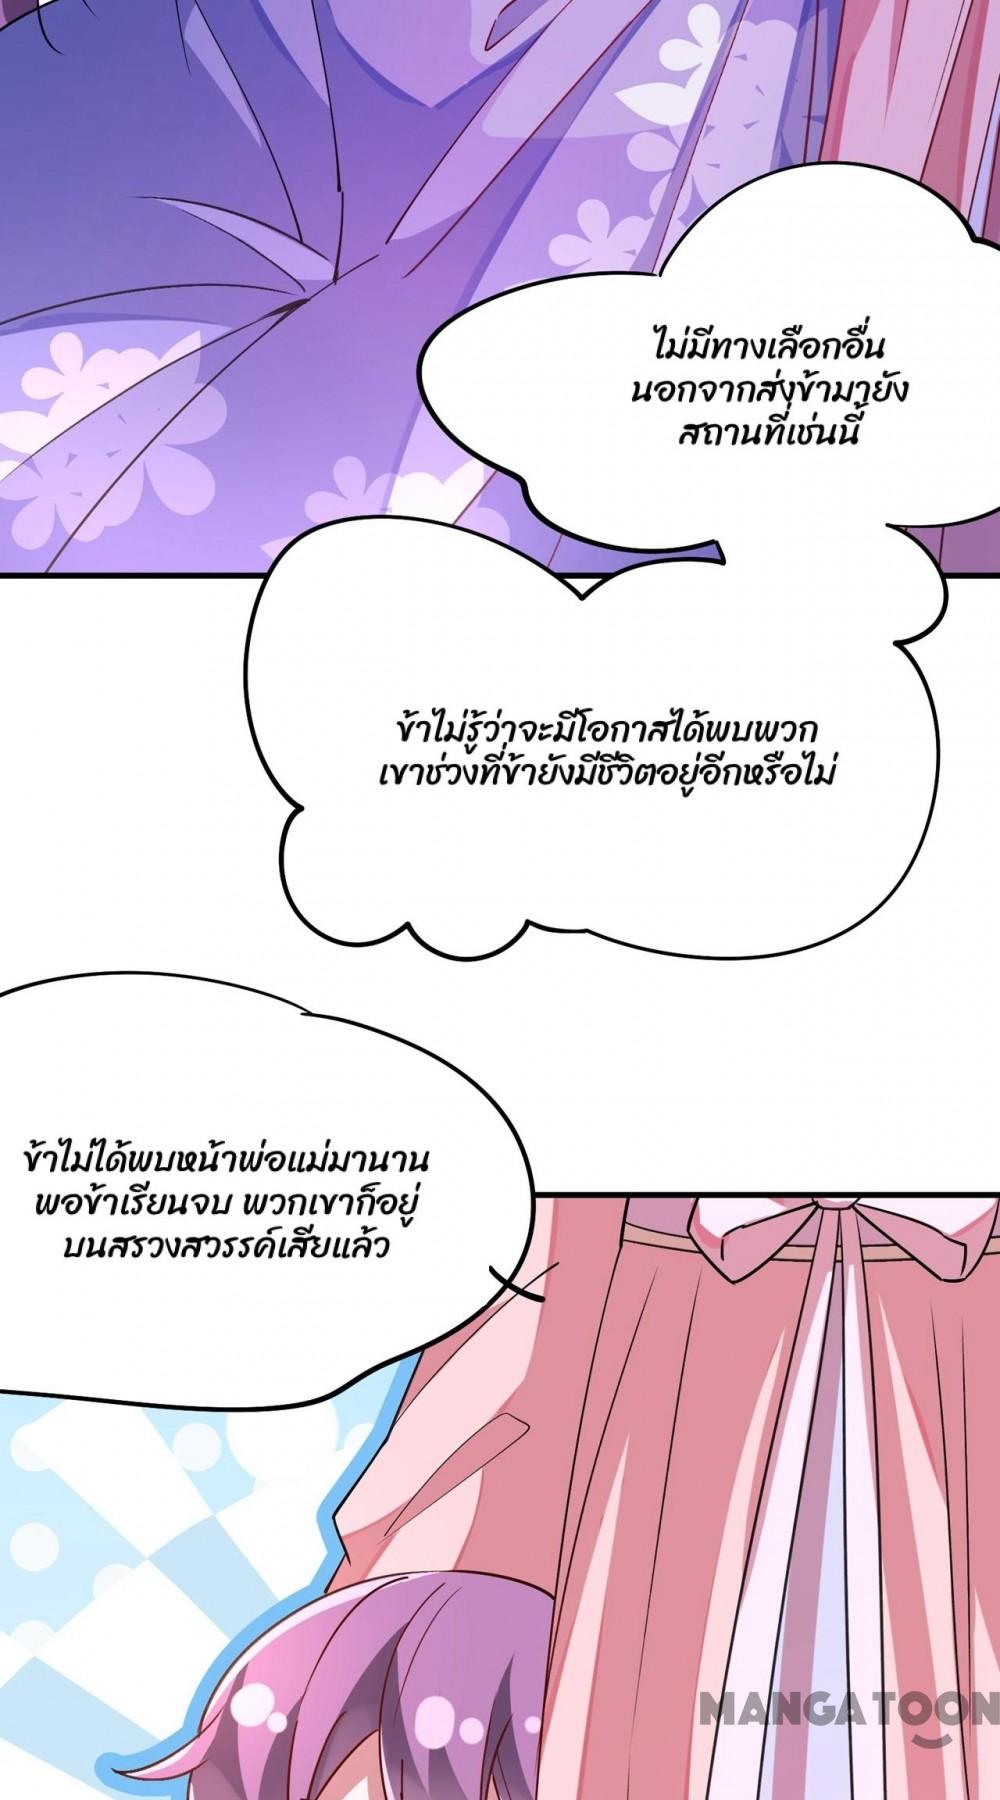 ไม่มีทางเลือกอื่น
นอกจากส่งข้ามายัง
สถานที่เช่นนี้
ข้าไม่รู้ว่าจะมีโอกาสได้พบพวก
เขาช่วงที่ข้ายังมีชีวิตอยู่อีกหรือไม่
ข้าไม่ได้พบหน้าพ่อแม่มานาน
พอข้าเรียนจบ พวกเขาก็อยู่
บนสรวงสวรรค์เสียแล้ว
MANGATOON